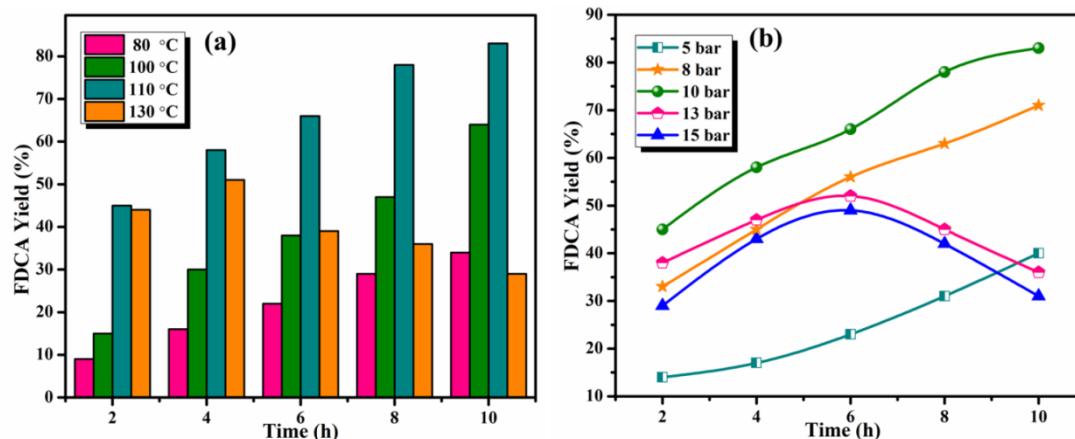 (a)
80 °C
100 °C
110 °C
130 °C
FDCA Yield (%)
80
70
60
50
40
30
20
10
0
2 4 6 8 10
Time (h)
(b)
5 bar
8 bar
10 bar
13 bar
15 bar
FDCA Yield (%)
90
80
70
60
50
40
30
20
10
2 4 6 8 10
Time (h)